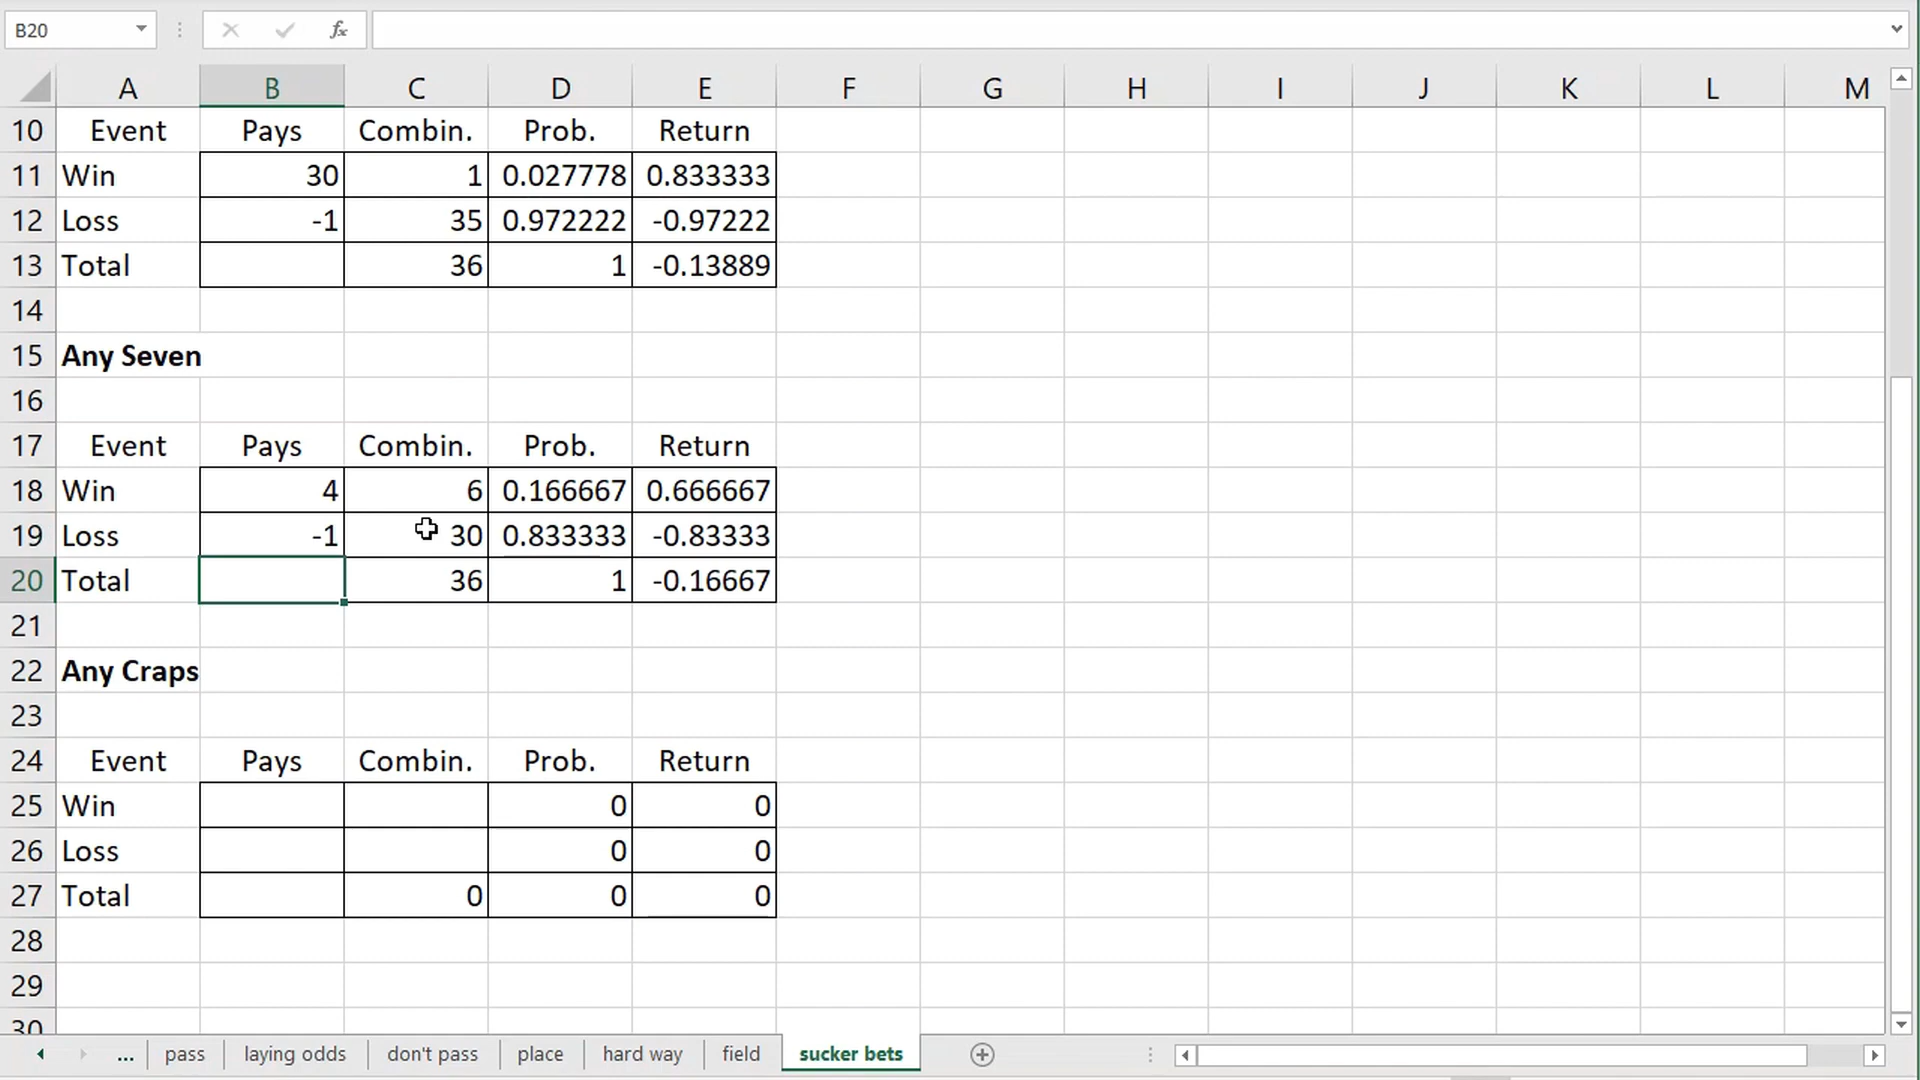 B20
fx
A B C D E F G H I J K L M
10 Event Pays Combin. Prob. Return
11 Win 30 1 0.027778 0.833333
12 Loss -1 35 0.972222 -0.97222
13 Total 36 1 -0.13889
14
15 Any Seven
16
17 Event Pays Combin. Prob. Return
18 Win 4 6 0.166667 0.666667
19 Loss -1 30 0.833333 -0.83333
20 Total 36 1 -0.16667
21
22 Any Craps
23
24 Event Pays Combin. Prob. Return
25 Win 0 0
26 Loss 0 0
27 Total 0 0 0
28
29
30
... pass laying odds don't pass place hard way field sucker bets